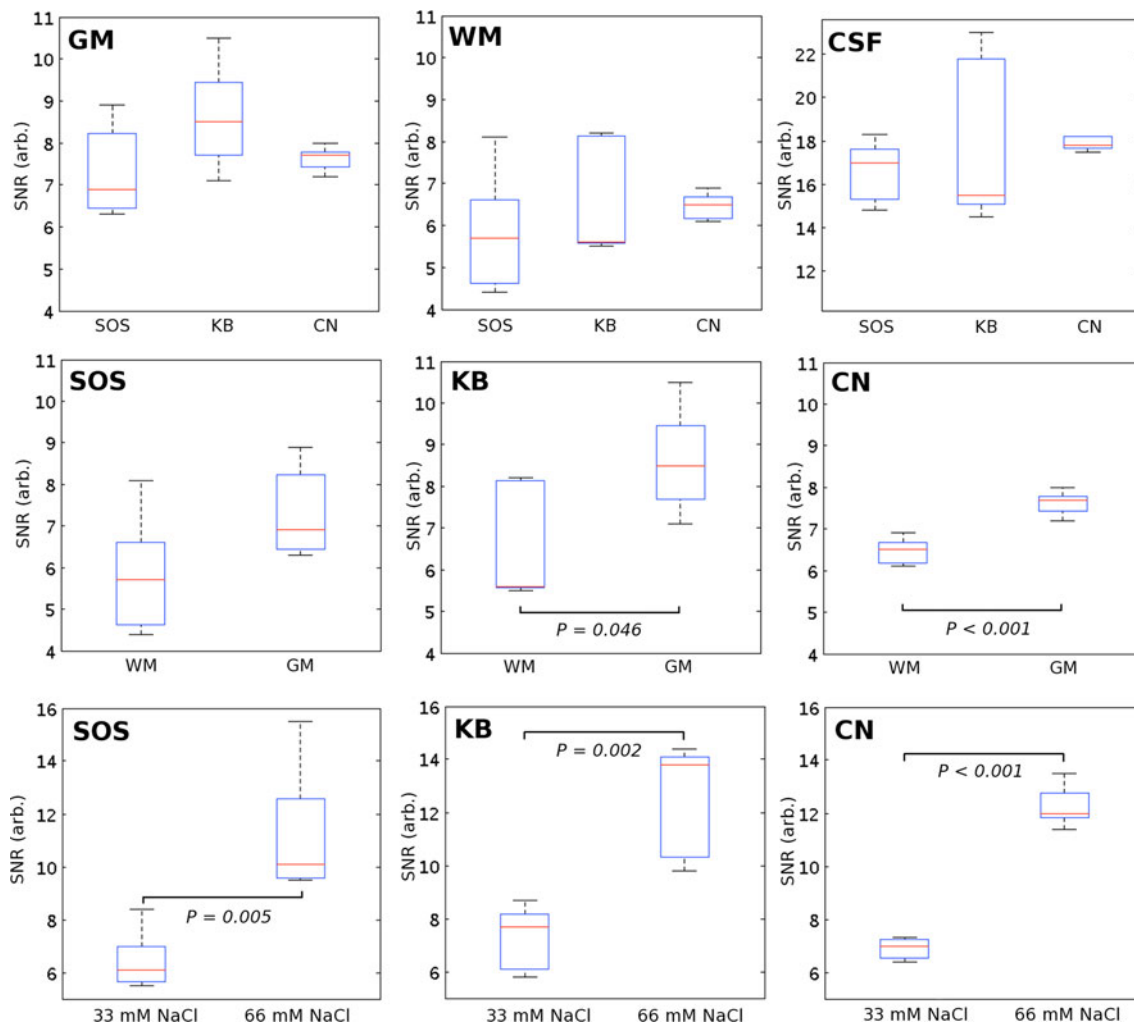 GM
SNR (arb.)
11
10
9
8
7
6
5
4
SOS KB CN
WM
SNR (arb.)
11
10
9
8
7
6
5
4
SOS KB CN
CSF
SNR (arb.)
22
20
18
16
14
12
10
SOS KB CN
SOS
SNR (arb.)
11
10
9
8
7
6
5
4
WM GM
KB
SNR (arb.)
11
10
9
8
7
6
5
4
P = 0.046
WM GM
CN
SNR (arb.)
11
10
9
8
7
6
5
4
P < 0.001
WM GM
SOS
SNR (arb.)
16
14
12
10
8
6
P = 0.005
33 mM NaCl 66 mM NaCl
KB
SNR (arb.)
16
14
12
10
8
6
P = 0.002
33 mM NaCl 66 mM NaCl
CN
SNR (arb.)
16
14
12
10
8
6
P < 0.001
33 mM NaCl 66 mM NaCl